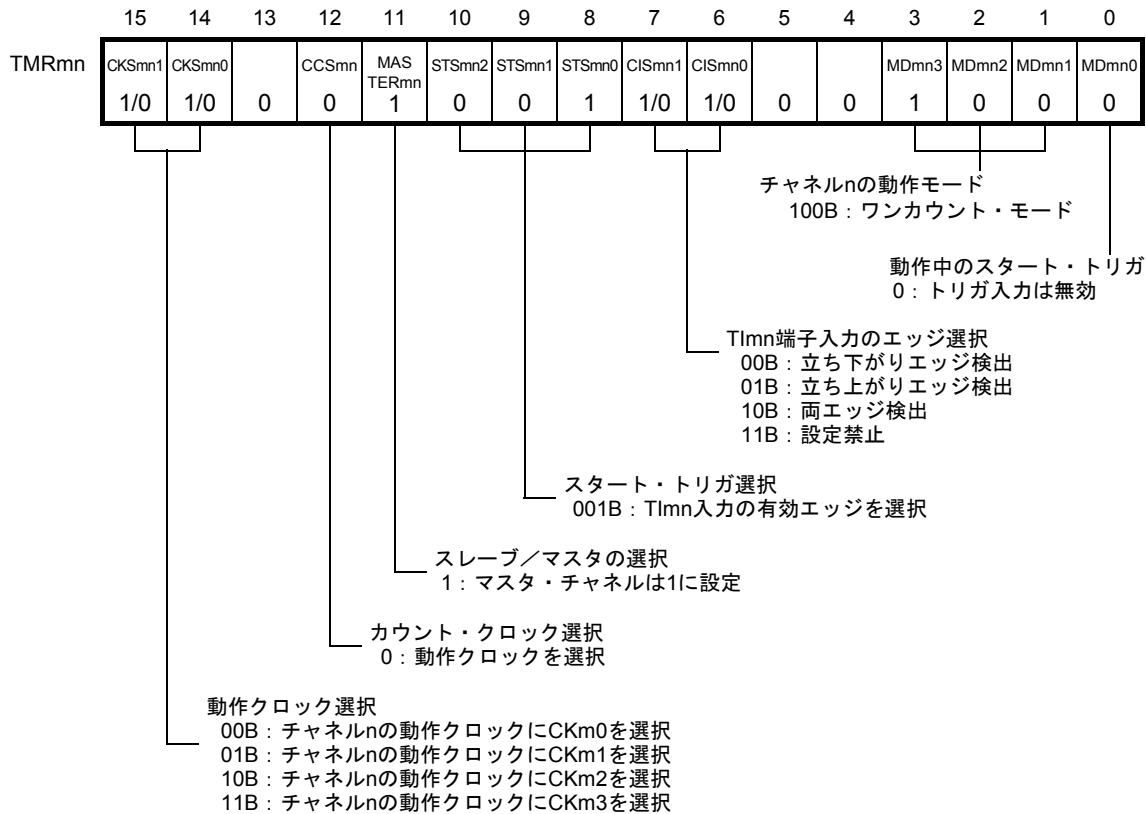 15 14 13 12 11 10 9 8 7 6 5 4 3 2 1 0
TMRmn CKSmn1 CKSmn0 CCSmn MAS TERmn STSmn2 STSmn1 STSmn0 CISmn1 CISmn0 MDmn3 MDmn2 MDmn1 MDmn0
1/0 1/0 0 0 1 0 0 1 1/0 1/0 0 0 1 0 0 0
チャネルnの動作モード
100B:ワンカウント・モード
動作中のスタート・トリガ
0:トリガ入力は無効
TImn端子入力のエッジ選択
00B:立ち下がりエッジ検出
01B:立ち上がりエッジ検出
10B:両エッジ検出
11B:設定禁止
スタート・トリガ選択
001B:TImn入力の有効エッジを選択
スレーブ/マスタの選択
1:マスタ・チャネルは1に設定
カウント・クロック選択
0:動作クロックを選択
動作クロック選択
00B:チャネルnの動作クロックにCKm0を選択
01B:チャネルnの動作クロックにCKm1を選択
10B:チャネルnの動作クロックにCKm2を選択
11B:チャネルnの動作クロックにCKm3を選択